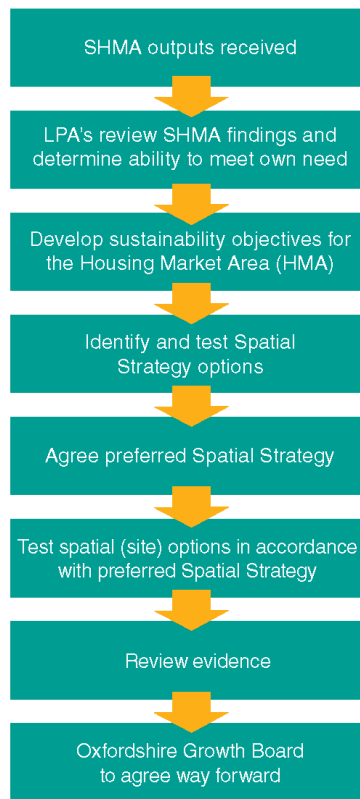 SHMA outputs received
LPA's review SHMA findings and
determine ability to meet own need
Develop sustainability objectives for
the Housing Market Area (HMA)
Identify and test Spatial
Strategy options
Agree preferred Spatial Strategy
Test spatial (site) options in accordance
with preferred Spatial Strategy
Review evidence
Oxfordshire Growth Board
to agree way forward